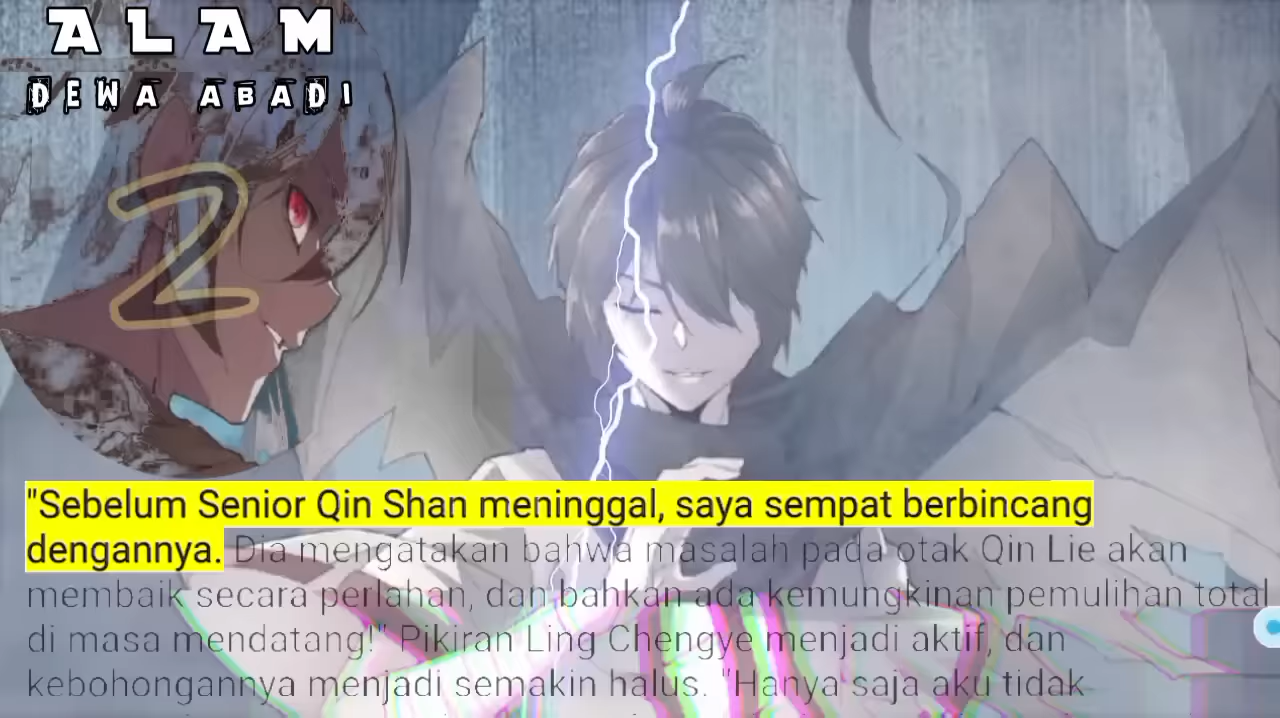 ALAM
DEWA ABADI
2
"Sebelum Senior Qin Shan meninggal, saya sempat berbincang
dengannya. Dia mengatakan bahwa masalah pada otak Qin Lie akan
membaik secara perlahan, dan bahkan ada kemungkinan pemulihan total
di masa mendatang!" Pikiran Ling Chengye menjadi aktif, dan
kebohongannya menjadi semakin halus. "Hanya saja aku tidak